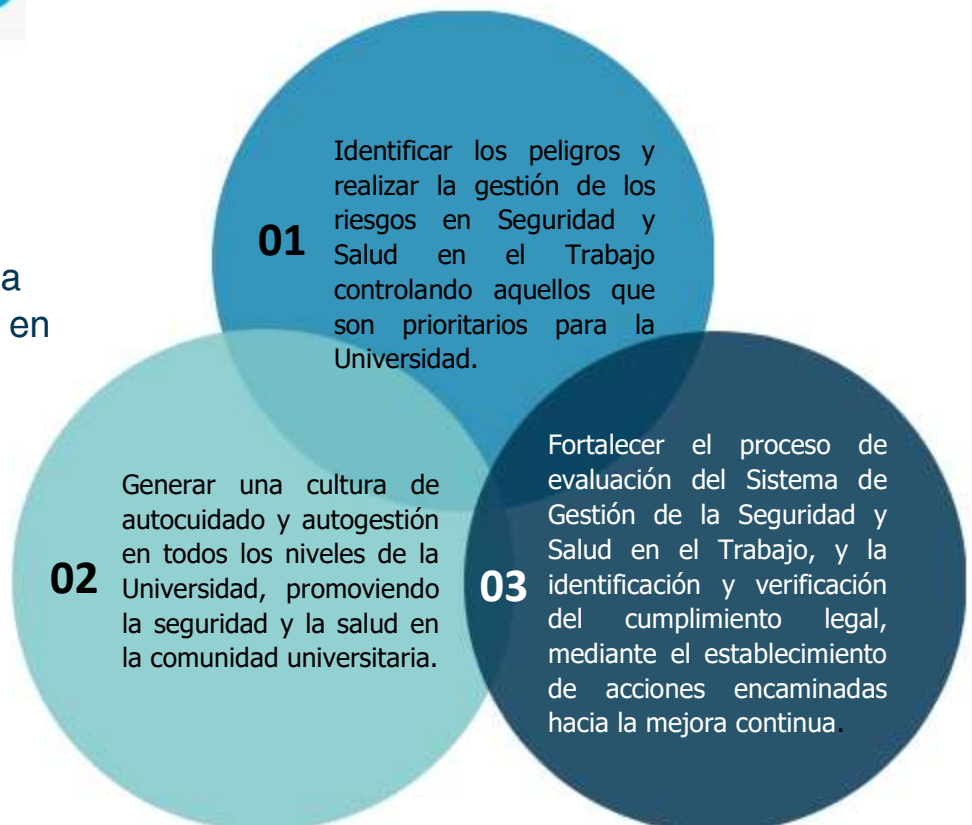 a
en
01
Identificar los peligros y
realizar la gestión de los
riesgos en Seguridad y
Salud en el Trabajo
controlando aquellos que
son prioritarios para la
Universidad.
02
Generar una cultura de
autocuidado y autogestión
en todos los niveles de la
Universidad, promoviendo
la seguridad y la salud en
la comunidad universitaria.
03
Fortalecer el proceso de
evaluación del Sistema de
Gestión de la Seguridad y
Salud en el Trabajo, y la
identificación y verificación
del cumplimiento legal,
mediante el establecimiento
de acciones encaminadas
hacia la mejora continua.